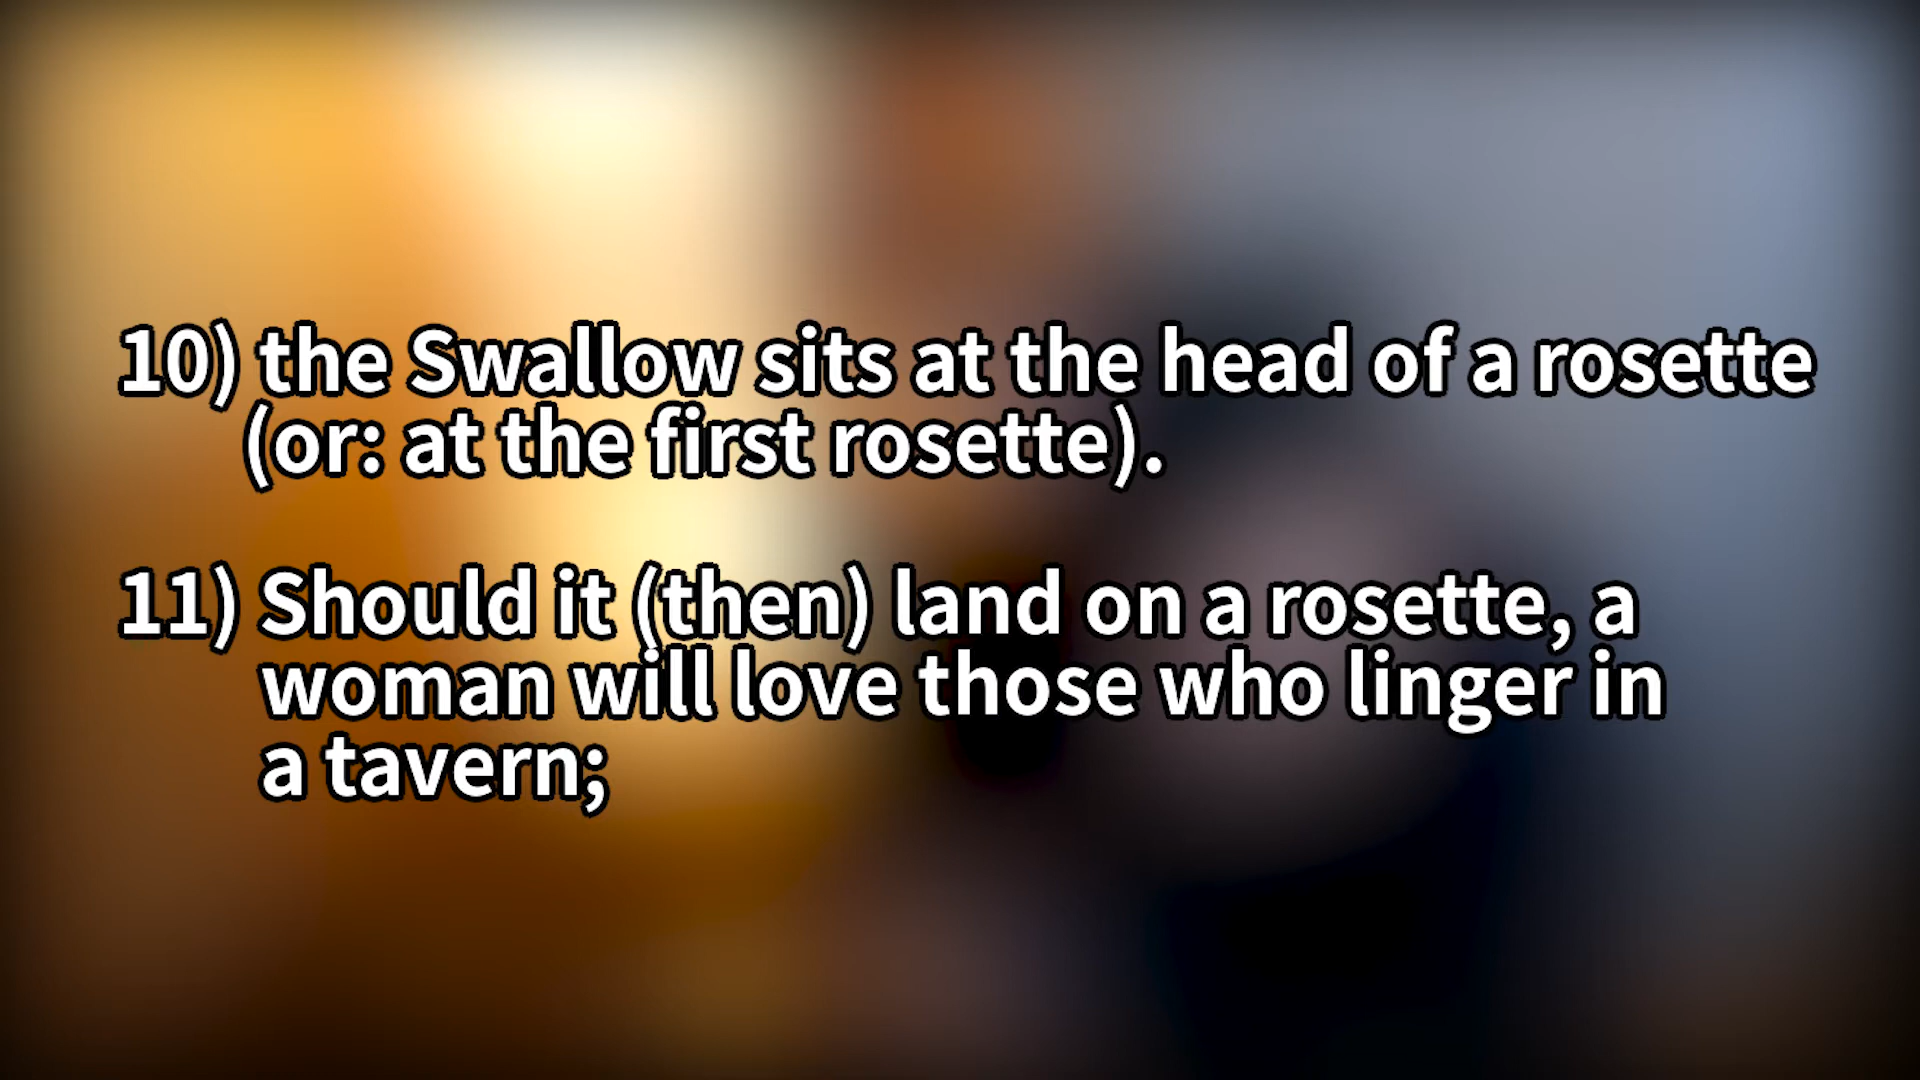 10) the Swallow sits at the head of a rosette
(or: at the first rosette).
11) Should it (then) land on a rosette, a
woman will love those who linger in
a tavern;